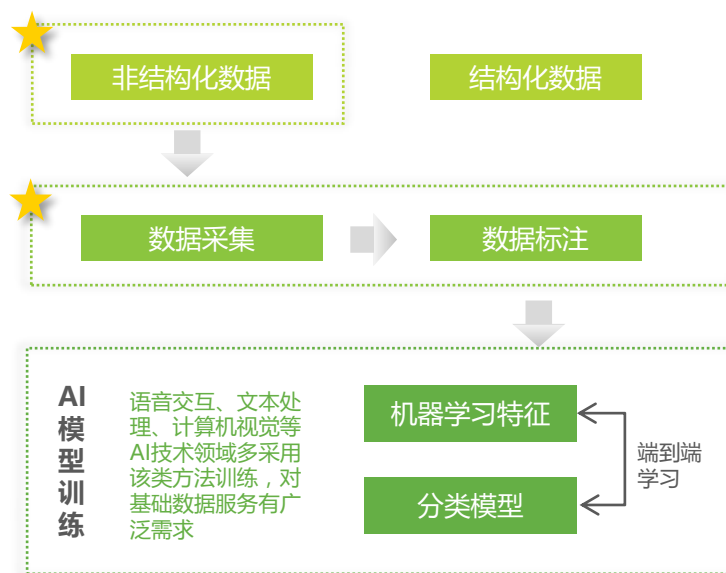 非结构化数据
结构化数据
数据采集
数据标注
AI
模
型
训
练
语音交互、文本处
理、计算机视觉等
AI技术领域多采用
该类方法训练，对
基础数据服务有广
泛需求
机器学习特征
分类模型
端到端
学习